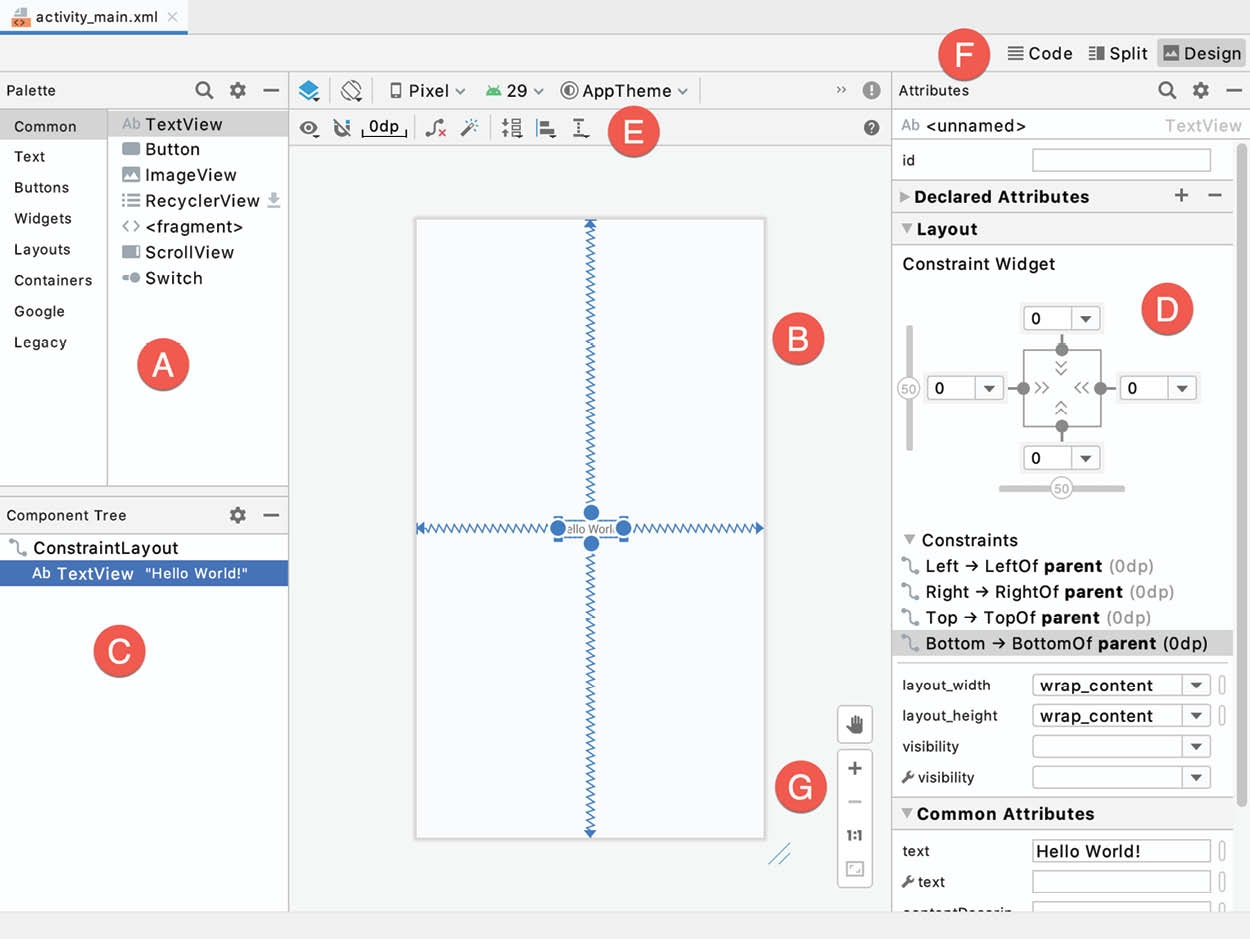 activity_main.xml
F
Code
Split
Design
Palette
Pixel
29
AppTheme
Attributes
Common
Text
Buttons
Widgets
Layouts
Containers
Google
Legacy
Ab TextView
Button
ImageView
RecyclerView
<> <fragment>
ScrollView
Switch
A
0dp
E
B
Ab <unnamed> TextView
id
Declared Attributes
Layout
Constraint Widget
D
0
50
0
0
0
50
Component Tree
ConstraintLayout
Ab TextView "Hello World!"
C
ello Worl
G
1:1
Constraints
Left → LeftOf parent (0dp)
Right → RightOf parent (0dp)
Top → TopOf parent (0dp)
Bottom → BottomOf parent (0dp)
layout_width wrap_content
layout_height wrap_content
visibility
visibility
Common Attributes
text Hello World!
text